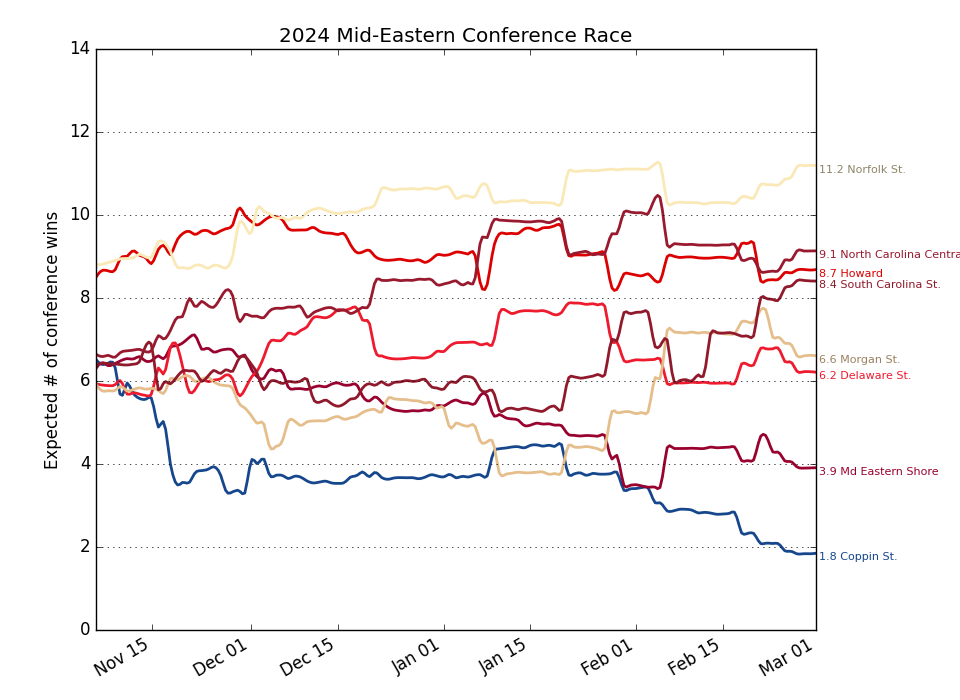 2024 Mid-Eastern Conference Race
Expected # of conference wins
14
12
10
8
6
4
2
0
Nov 15
Dec 01
Dec 15
Jan 01
Jan 15
Feb 01
Feb 15
Mar 01
11.2 Norfolk St.
9.1 North Carolina Centra
8.7 Howard
8.4 South Carolina St.
6.6 Morgan St.
6.2 Delaware St.
3.9 Md Eastern Shore
1.8 Coppin St.